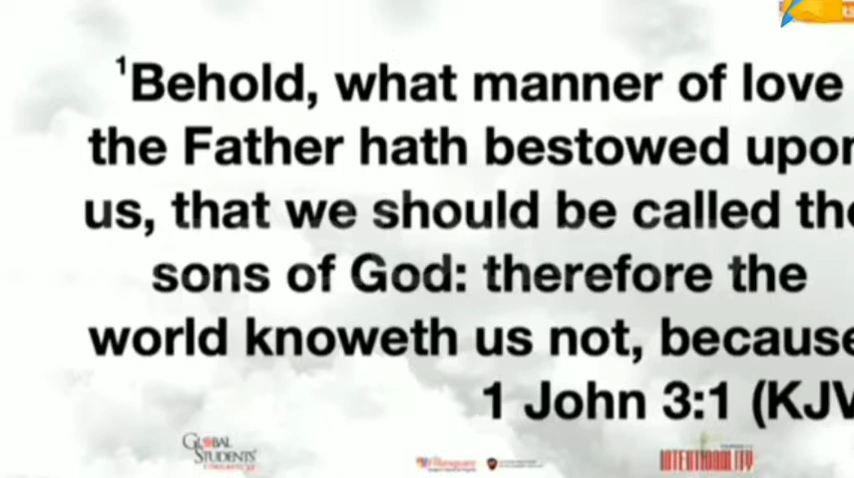 ¹Behold, what manner of love
the Father hath bestowed upon
us, that we should be called the
sons of God: therefore the
world knoweth us not, because
1 John 3:1 (KJV
GLOBAL
STUDENTS'
INTENTIONALITY